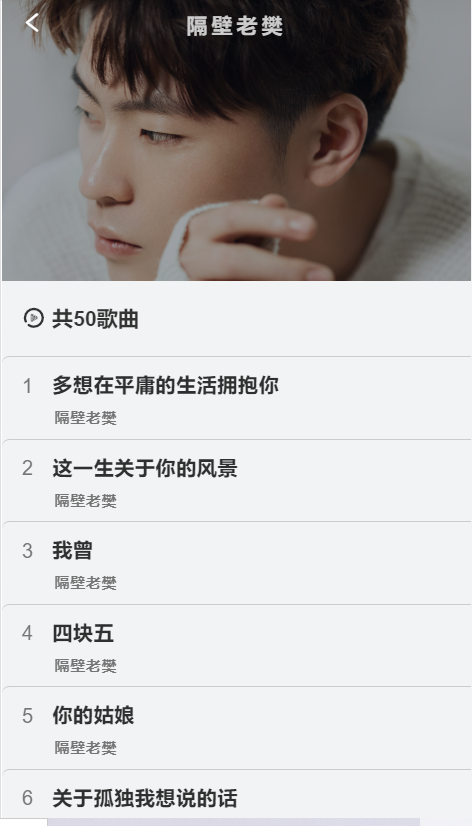 隔壁老樊
共50歌曲
1 多想在平庸的生活拥抱你
隔壁老樊
2 这一生关于你的风景
隔壁老樊
3 我曾
隔壁老樊
4 四块五
隔壁老樊
5 你的姑娘
隔壁老樊
6 关于孤独我想说的话